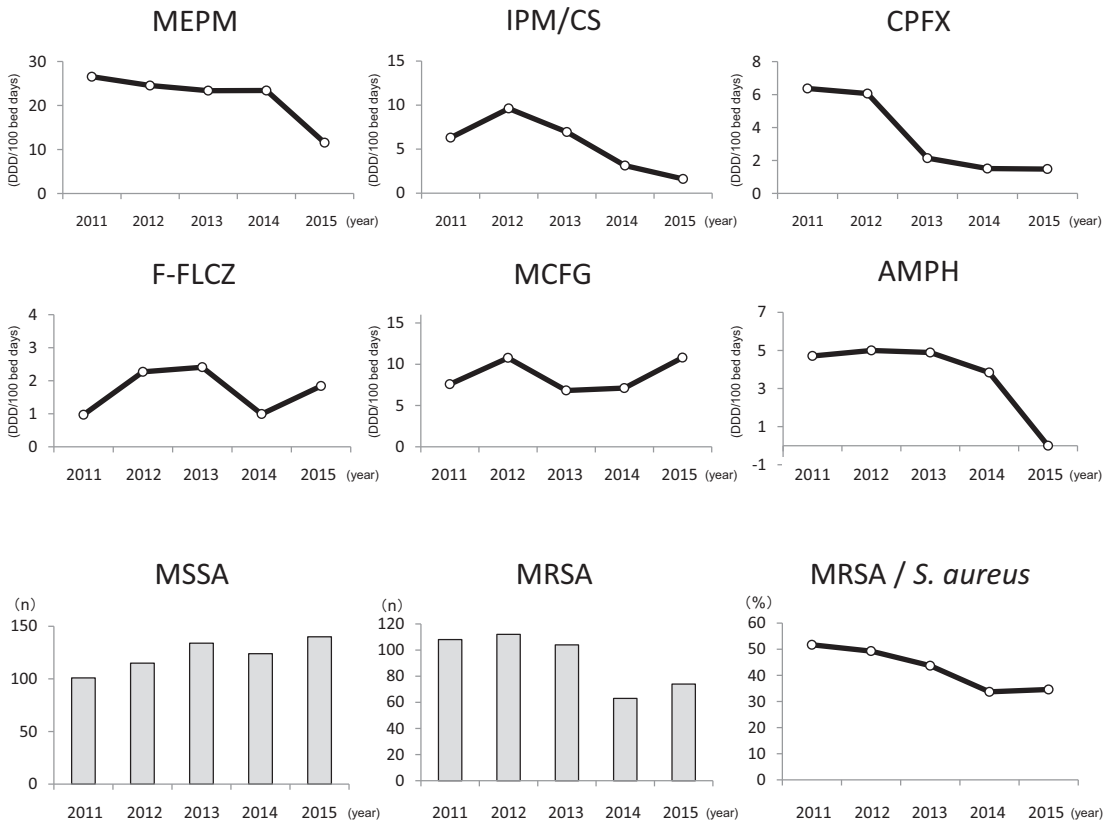 MEPM
(DDD/100 bed days)
30
20
10
0
2011 2012 2013 2014 2015 (year)
IPM/CS
(DDD/100 bed days)
15
10
5
0
2011 2012 2013 2014 2015 (year)
CPFX
(DDD/100 bed days)
8
6
4
2
0
2011 2012 2013 2014 2015 (year)
F-FLCZ
(DDD/100 bed days)
4
3
2
1
0
2011 2012 2013 2014 2015 (year)
MCFG
(DDD/100 bed days)
15
10
5
0
2011 2012 2013 2014 2015 (year)
AMPH
(DDD/100 bed days)
7
5
3
1
-1
2011 2012 2013 2014 2015 (year)
MSSA
(n)
150
100
50
0
2011 2012 2013 2014 2015 (year)
MRSA
(n)
120
100
80
60
40
20
0
2011 2012 2013 2014 2015 (year)
MRSA / S. aureus
(%)
60
50
40
30
20
10
0
2011 2012 2013 2014 2015 (year)